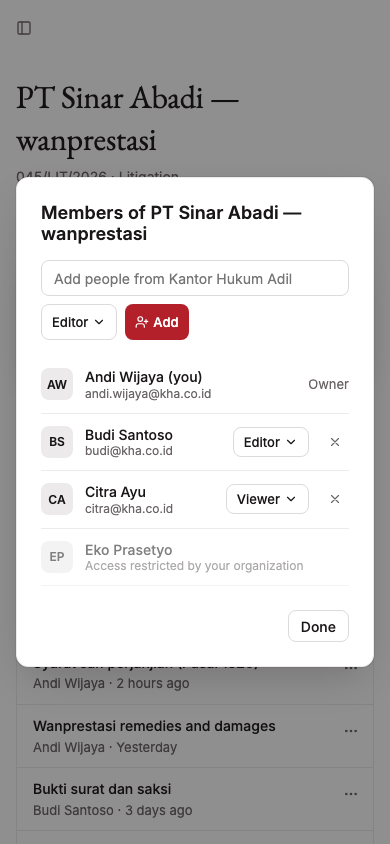 PT Sinar Abadi —
wanprestasi
045/LIT/2026 · Litigation
Members of PT Sinar Abadi —
wanprestasi
Add people from Kantor Hukum Adil
Editor
Add
AW
Andi Wijaya (you)
andi.wijaya@kha.co.id
Owner
BS
Budi Santoso
budi@kha.co.id
Editor
CA
Citra Ayu
citra@kha.co.id
Viewer
EP
Eko Prasetyo
Access restricted by your organization
Done
Andi Wijaya · 2 hours ago
Wanprestasi remedies and damages
Andi Wijaya · Yesterday
Bukti surat dan saksi
Budi Santoso · 3 days ago